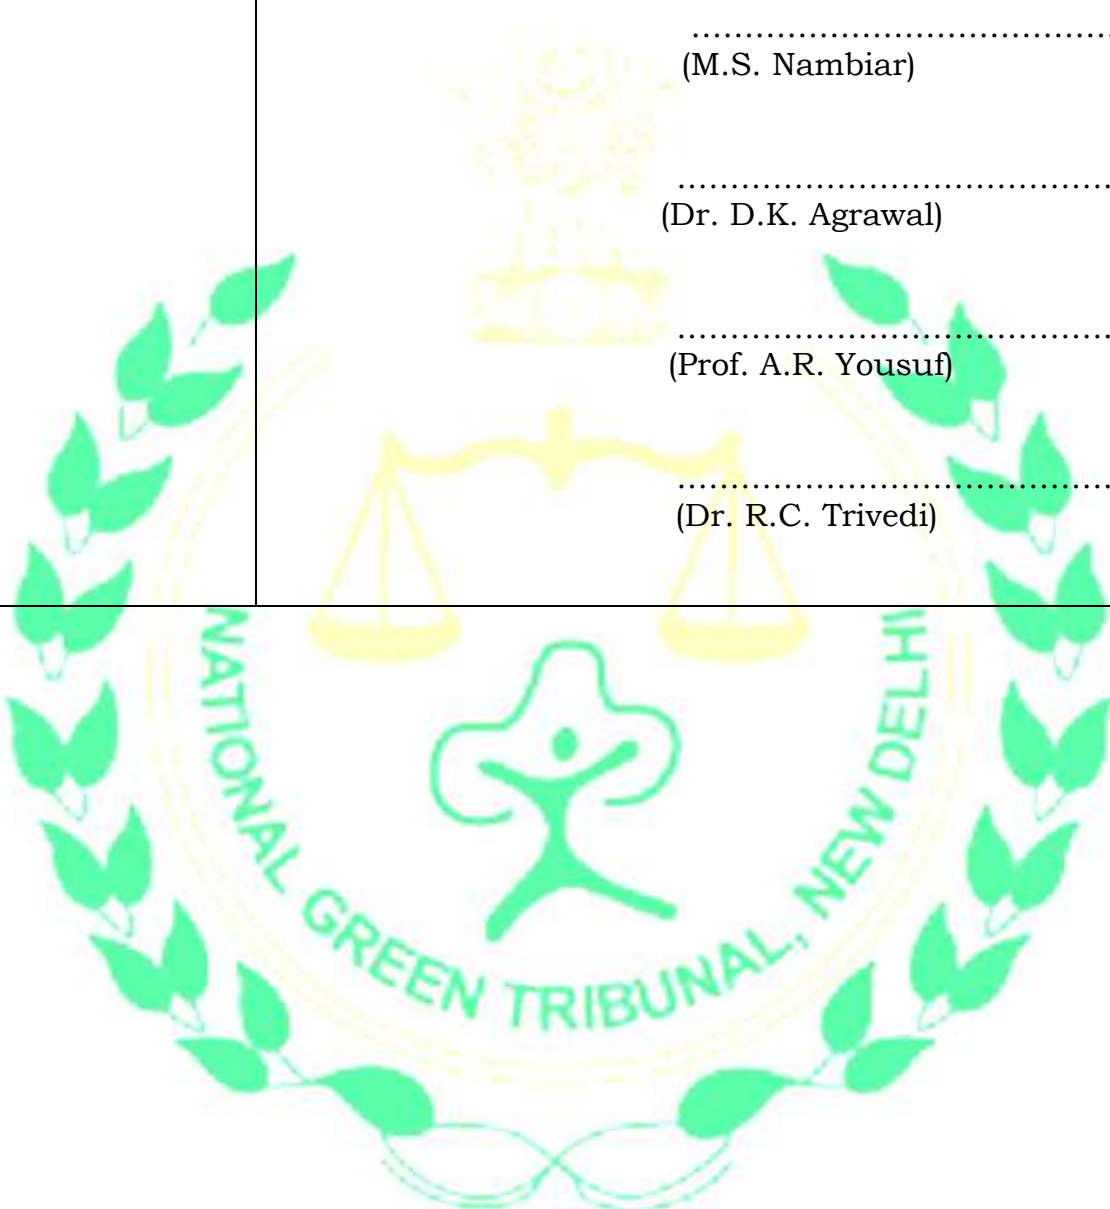 ........................................
(M.S. Nambiar)
........................................
(Dr. D.K. Agrawal)
........................................
(Prof. A.R. Yousuf)
........................................
(Dr. R.C. Trivedi)
NATIONAL GREEN TRIBUNAL, NEW DELHI